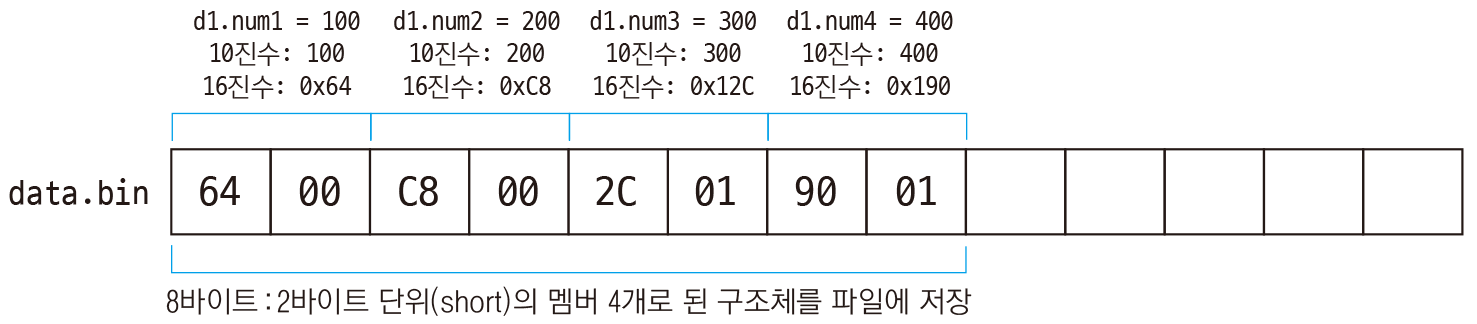 d1.num1 = 100 d1.num2 = 200 d1.num3 = 300 d1.num4 = 400
10진수: 100 10진수: 200 10진수: 300 10진수: 400
16진수: 0x64 16진수: 0xC8 16진수: 0x12C 16진수: 0x190
data.bin 64 00 C8 00 2C 01 90 01
8바이트 : 2바이트 단위(short)의 멤버 4개로 된 구조체를 파일에 저장